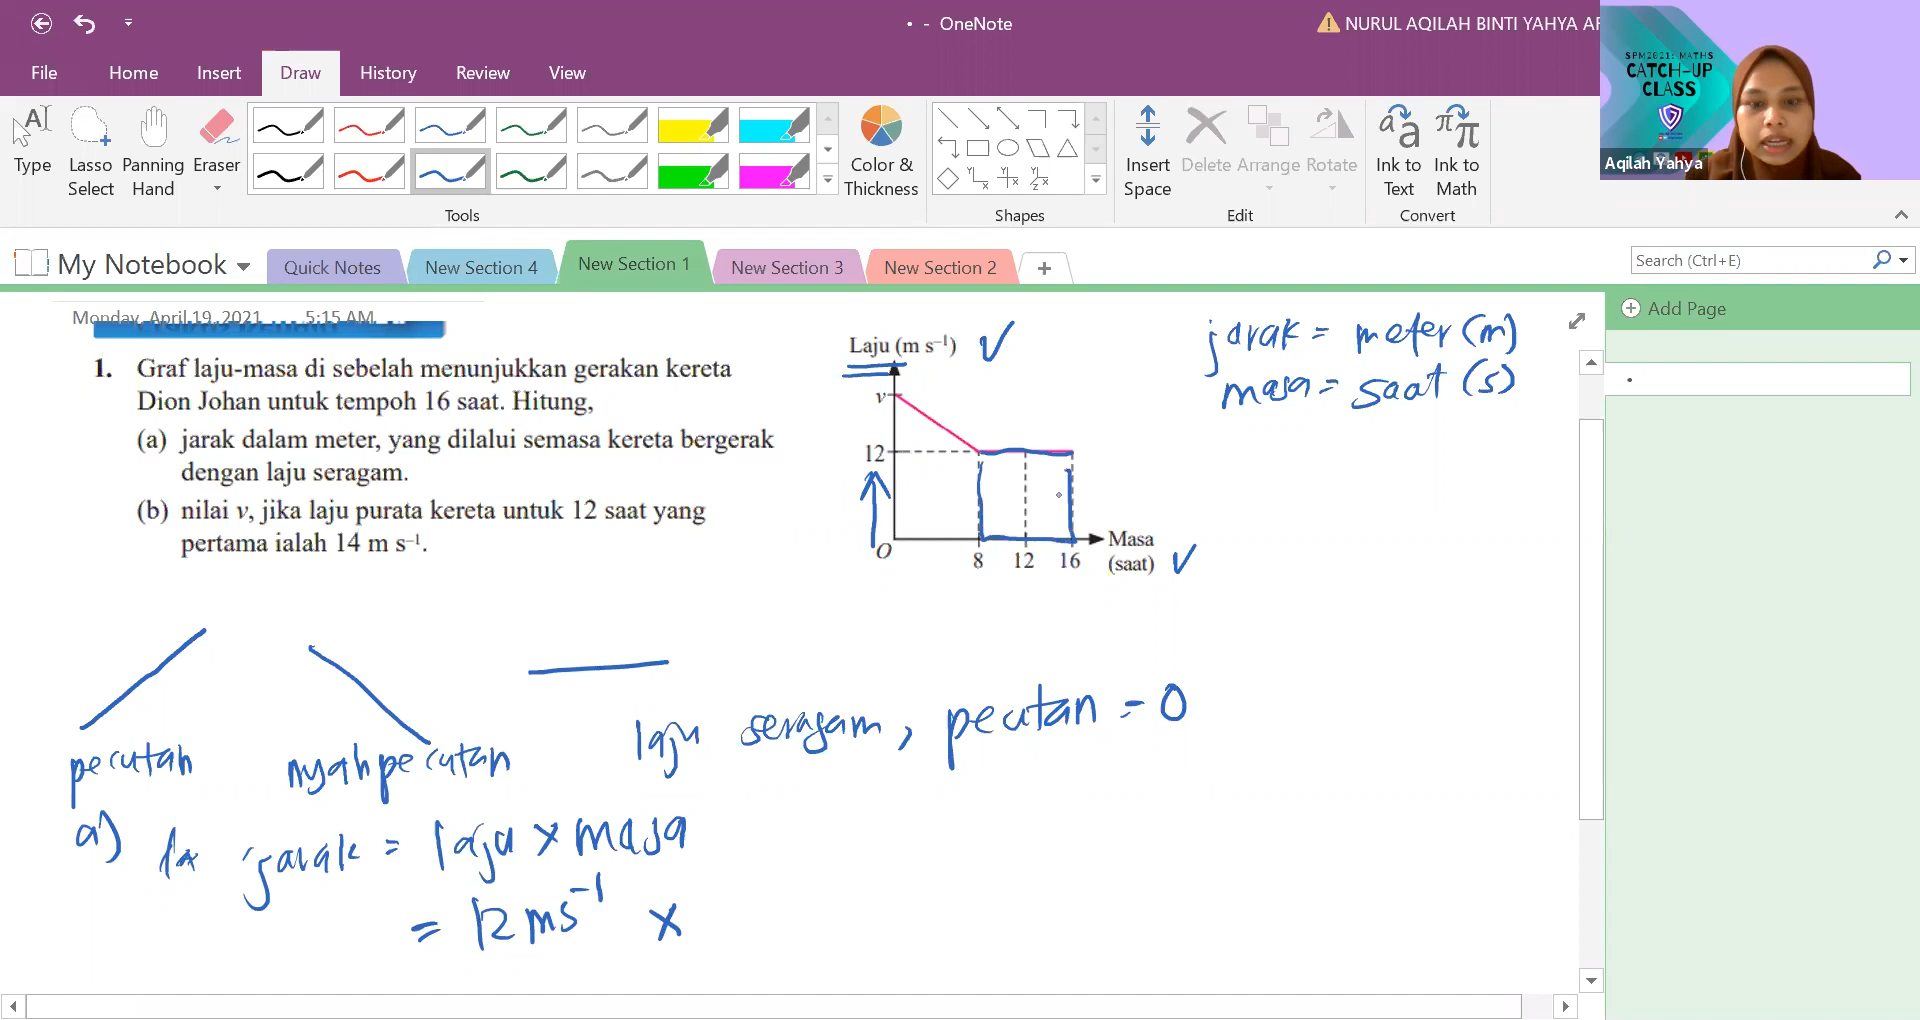 - OneNote
NURUL AQILAH BINTI YAHYA AF
File
Home
Insert
Draw
History
Review
View
Type
Lasso Select
Panning Hand
Eraser
Color & Thickness
Insert Space
Delete
Arrange
Rotate
Ink to Text
Ink to Math
Tools
Shapes
Edit
Convert
SPM2021: MATHS
CATCH-UP
CLASS
Aqilah Yahya
My Notebook
Quick Notes
New Section 4
New Section 1
New Section 3
New Section 2
Search (Ctrl+E)
Add Page
Monday, April 19, 2021 5:15 AM
1. Graf laju-masa di sebelah menunjukkan gerakan kereta
Dion Johan untuk tempoh 16 saat. Hitung,
(a) jarak dalam meter, yang dilalui semasa kereta bergerak
dengan laju seragam.
(b) nilai v, jika laju purata kereta untuk 12 saat yang
pertama ialah 14 m s⁻¹.
Laju (m s⁻¹)
v
12
O
8 12 16
Masa
(saat)
jarak = meter (m)
masa = saat (s)
pecutan
nyahpecutan
laju seragam, pecutan = 0
a) jarak = laju x masa
= 12 ms⁻¹ x